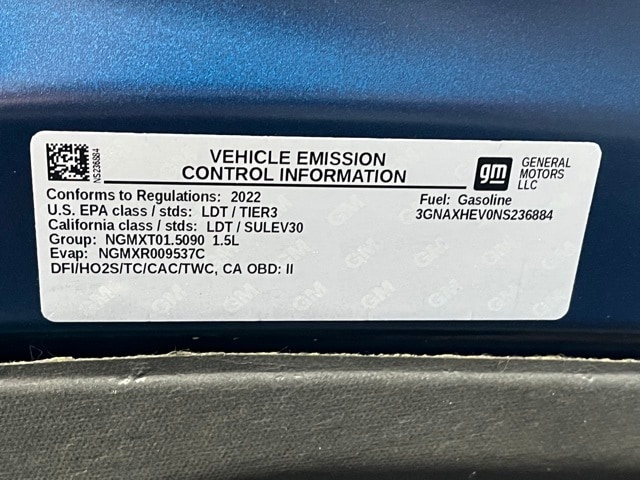 NS236884
VEHICLE EMISSION
CONTROL INFORMATION
gm
GENERAL
MOTORS
LLC
Conforms to Regulations: 2022
U.S. EPA class / stds: LDT / TIER3
California class / stds: LDT / SULEV30
Group: NGMXT01.5090 1.5L
Evap: NGMXR009537C
DFI/HO2S/TC/CAC/TWC, CA OBD: II
Fuel: Gasoline
3GNAXHEV0NS236884